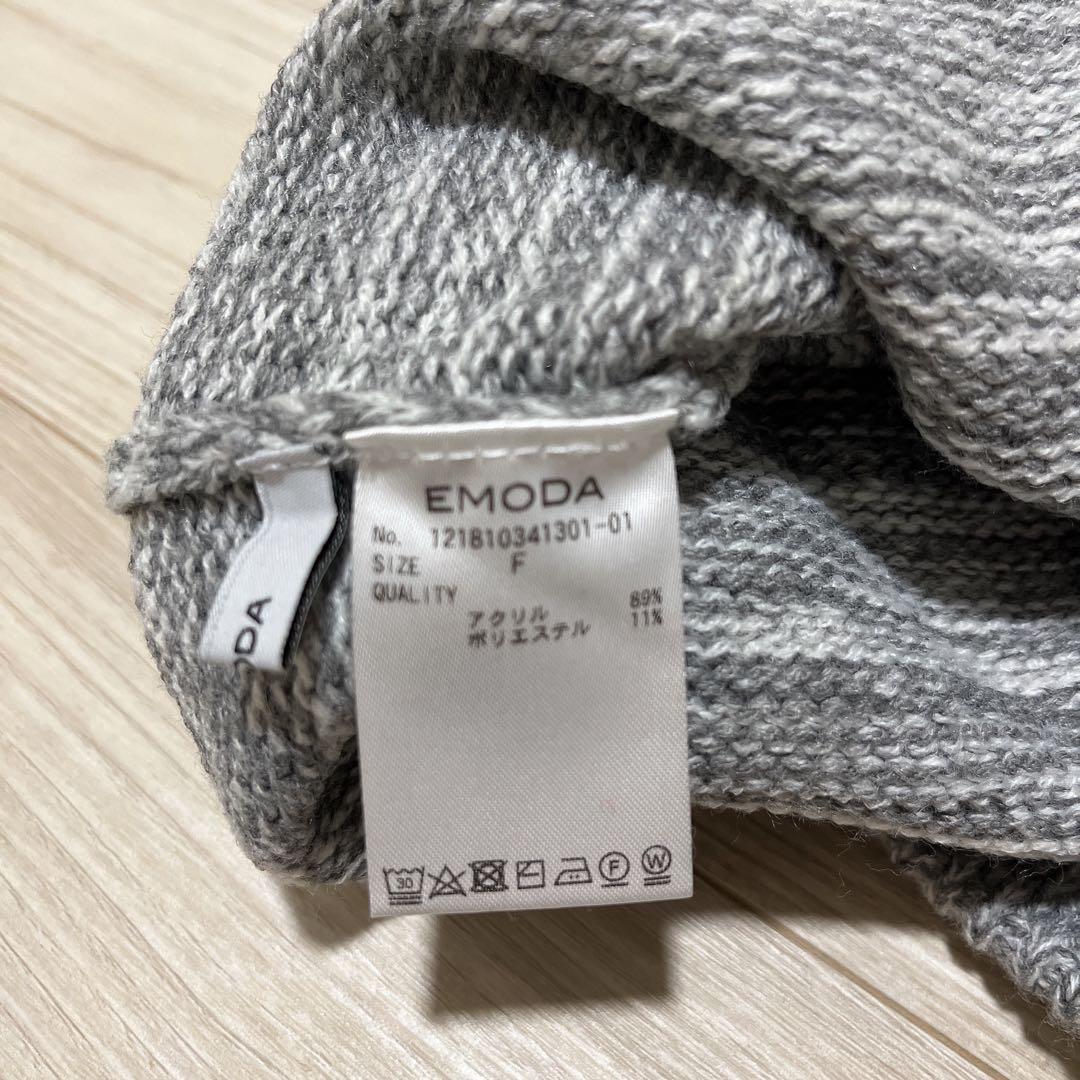 EMODA
No. 121810341301-01
SIZE F
QUALITY
アクリル 89%
ポリエステル 11%
30 F W
ODA